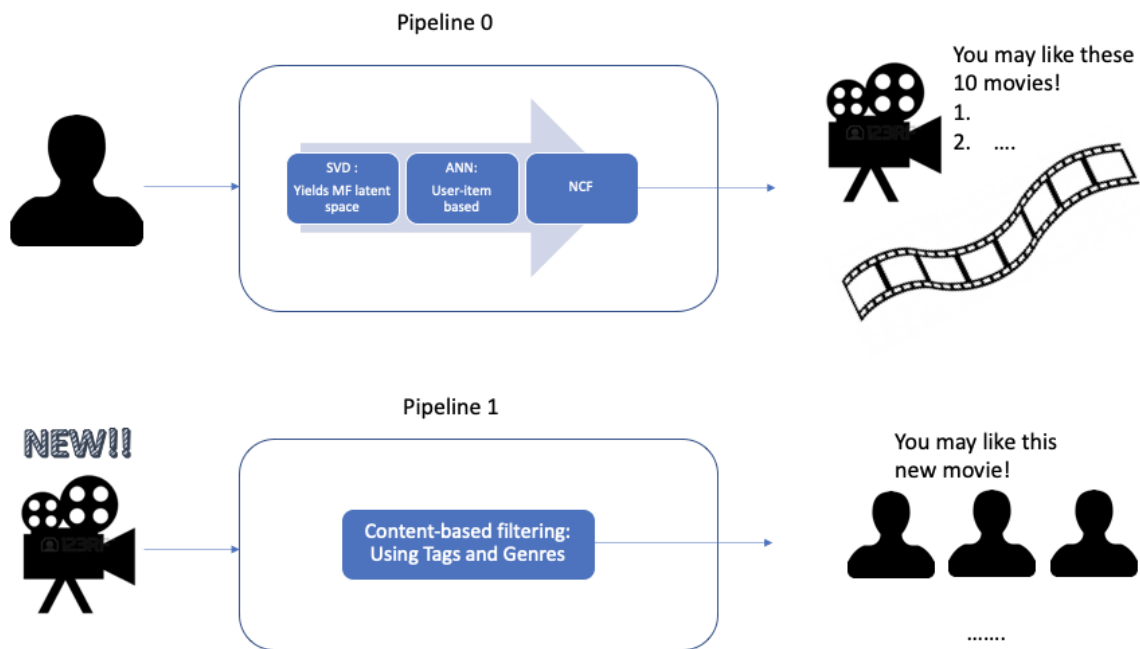 Pipeline 0
SVD :
Yields MF latent
space
ANN:
User-item
based
NCF
You may like these
10 movies!
1.
2. ....
Pipeline 1
NEW!!
Content-based filtering:
Using Tags and Genres
You may like this
new movie!
.......